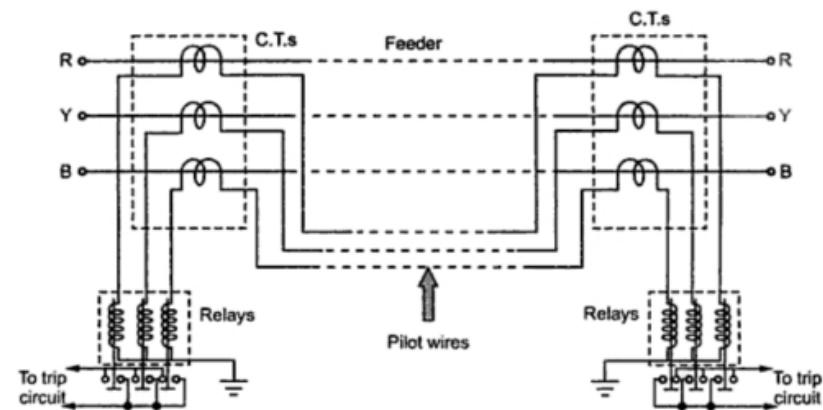 C.T.s
C.T.s
Feeder
R
R
Y
Y
B
B
Relays
Relays
Pilot wires
To trip
circuit
To trip
circuit